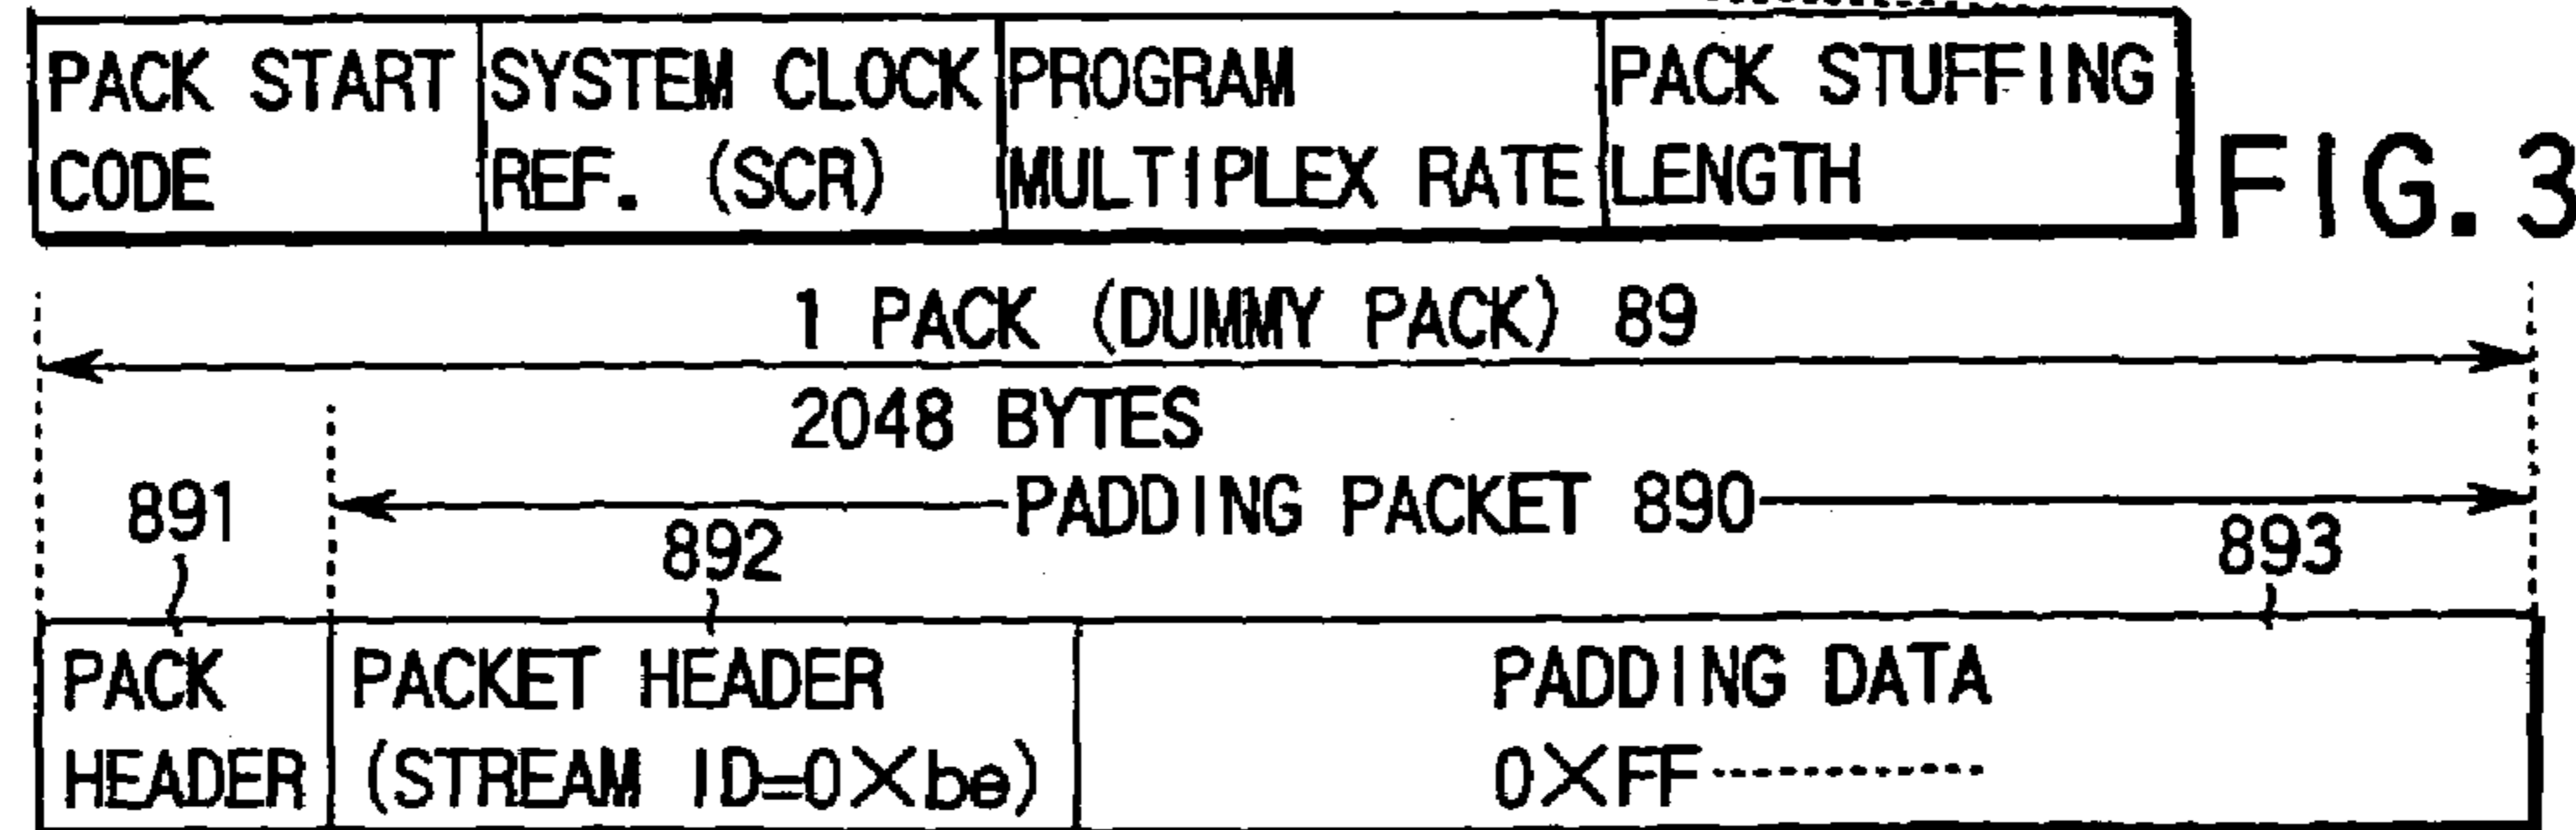 PACK START CODE
SYSTEM CLOCK REF. (SCR)
PROGRAM MULTIPLEX RATE
PACK STUFFING LENGTH
FIG. 3
1 PACK (DUMMY PACK) 89
2048 BYTES
891
PADDING PACKET 890
892
893
PACK HEADER
PACKET HEADER
(STREAM ID=0×be)
PADDING DATA
0×FF------------